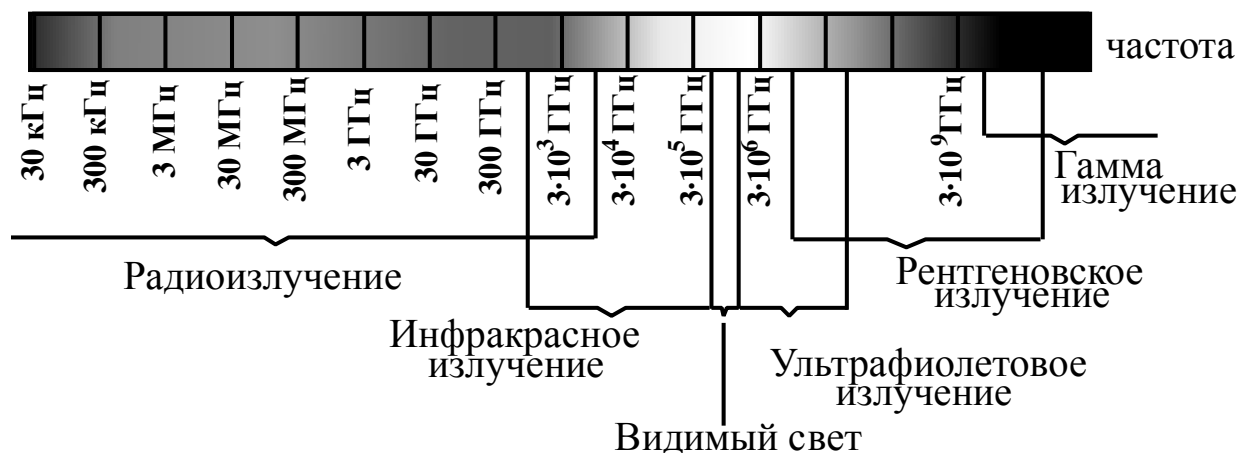 частота
30 кГц
300 кГц
3 МГц
30 МГц
300 МГц
3 ГГц
30 ГГц
300 ГГц
3·10³ ГГц
3·10⁴ ГГц
3·10⁵ ГГц
3·10⁶ ГГц
3·10⁹ ГГц
Гамма
излучение
Радиоизлучение
Рентгеновское
излучение
Инфракрасное
излучение
Ультрафиолетовое
излучение
Видимый свет